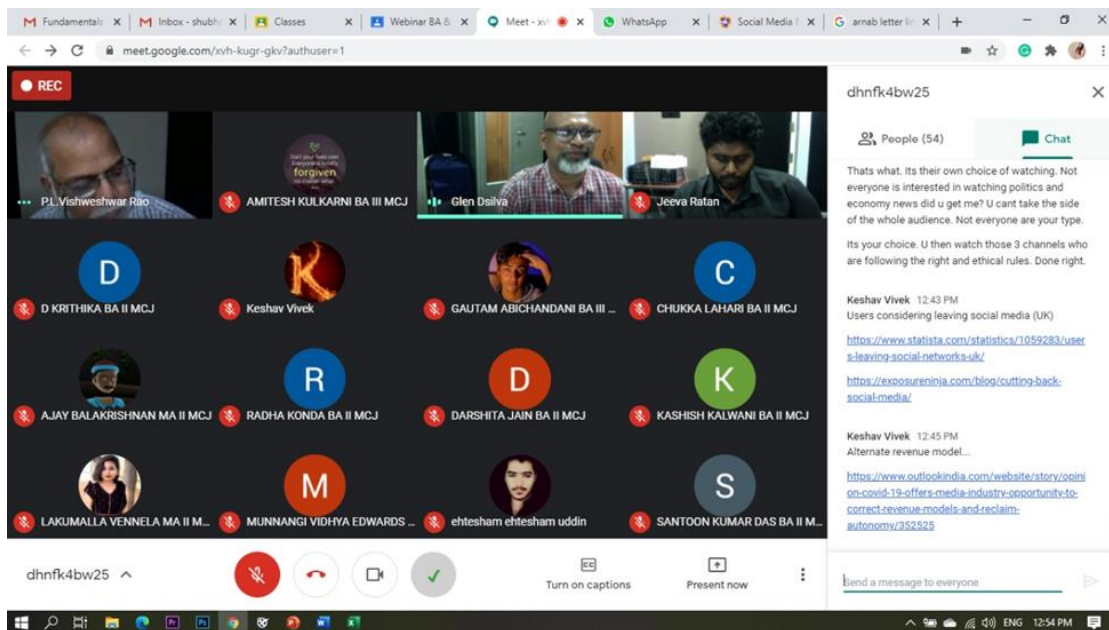 Fundamentals
Inbox - shubh
Classes
Webinar BA &
Meet - xvh
WhatsApp
Social Media N
arnab letter lin
meet.google.com/xvh-kugr-gkv?authuser=1
REC
P.L.Vishweshwar Rao
forgiven
AMITESH KULKARNI BA III MCJ
Glen Dsilva
Jeeva Ratan
D
D KRITHIKA BA II MCJ
Keshav Vivek
GAUTAM ABICHANDANI BA III ...
C
CHUKKA LAHARI BA II MCJ
AJAY BALAKRISHNAN MA II MCJ
R
RADHA KONDA BA II MCJ
D
DARSHITA JAIN BA II MCJ
K
KASHISH KALWANI BA II MCJ
LAKUMALLA VENNELA MA II M...
M
MUNNANGI VIDHYA EDWARDS ...
ehtesham ehtesham uddin
S
SANTOON KUMAR DAS BA II M...
dhnfk4bw25
Turn on captions
Present now
dhnfk4bw25
People (54)
Chat
Thats what. Its their own choice of watching. Not
everyone is interested in watching politics and
economy news did u get me? U cant take the side
of the whole audience. Not everyone are your type.
Its your choice. U then watch those 3 channels who
are following the right and ethical rules. Done right.
Keshav Vivek 12:43 PM
Users considering leaving social media (UK)
https://www.statista.com/statistics/1059283/user
s-leaving-social-networks-uk/
https://exposureninja.com/blog/cutting-back-
social-media/
Keshav Vivek 12:45 PM
Alternate revenue model...
https://www.outlookindia.com/website/story/opini
on-covid-19-offers-media-industry-opportunity-to-
correct-revenue-models-and-reclaim-
autonomy/352525
Send a message to everyone
ENG 12:54 PM